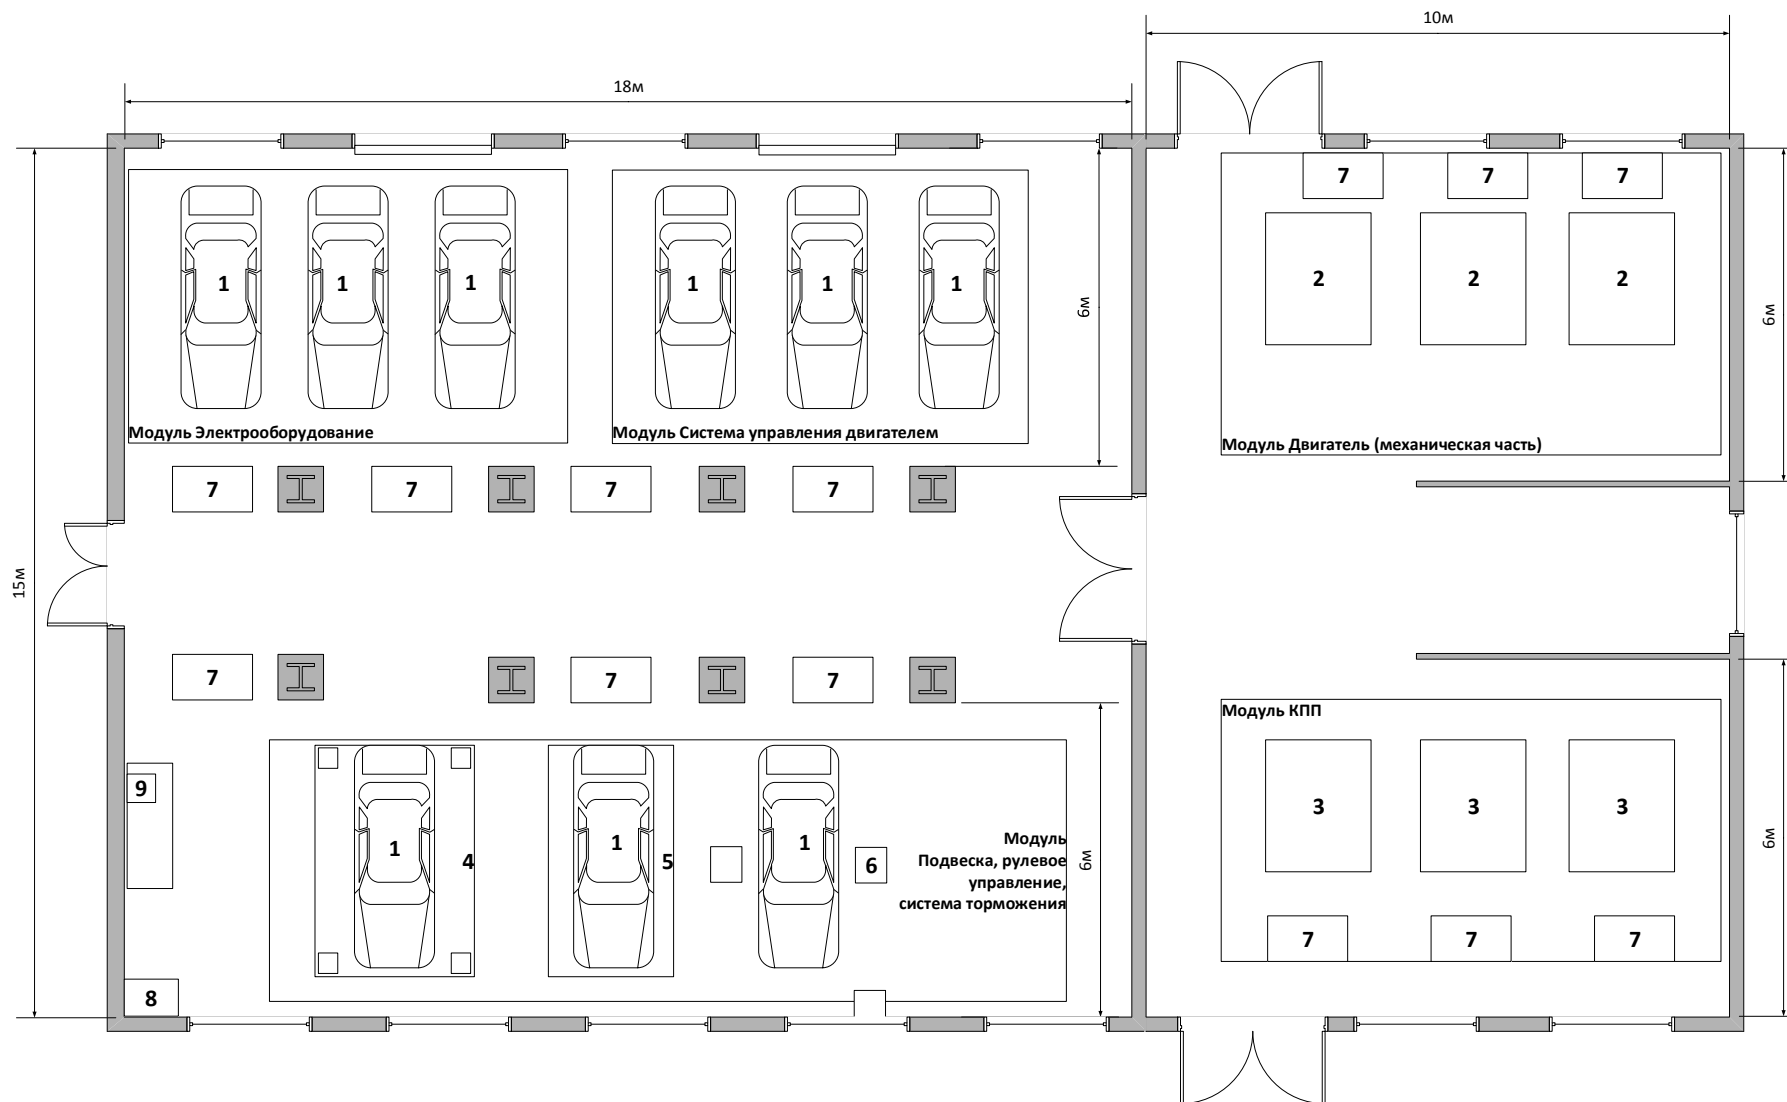 10м
18м
7 7 7
1 1 1 1 1 1
2 2 2
6м
6м
Модуль Электрооборудование
Модуль Система управления двигателем
Модуль Двигатель (механическая часть)
7 7 7 7
15м
7 7 7
Модуль КПП
9
1 4 1 5 1 6
Модуль
Подвеска, рулевое
управление,
система торможения
6м
3 3 3
6м
7 7 7
8